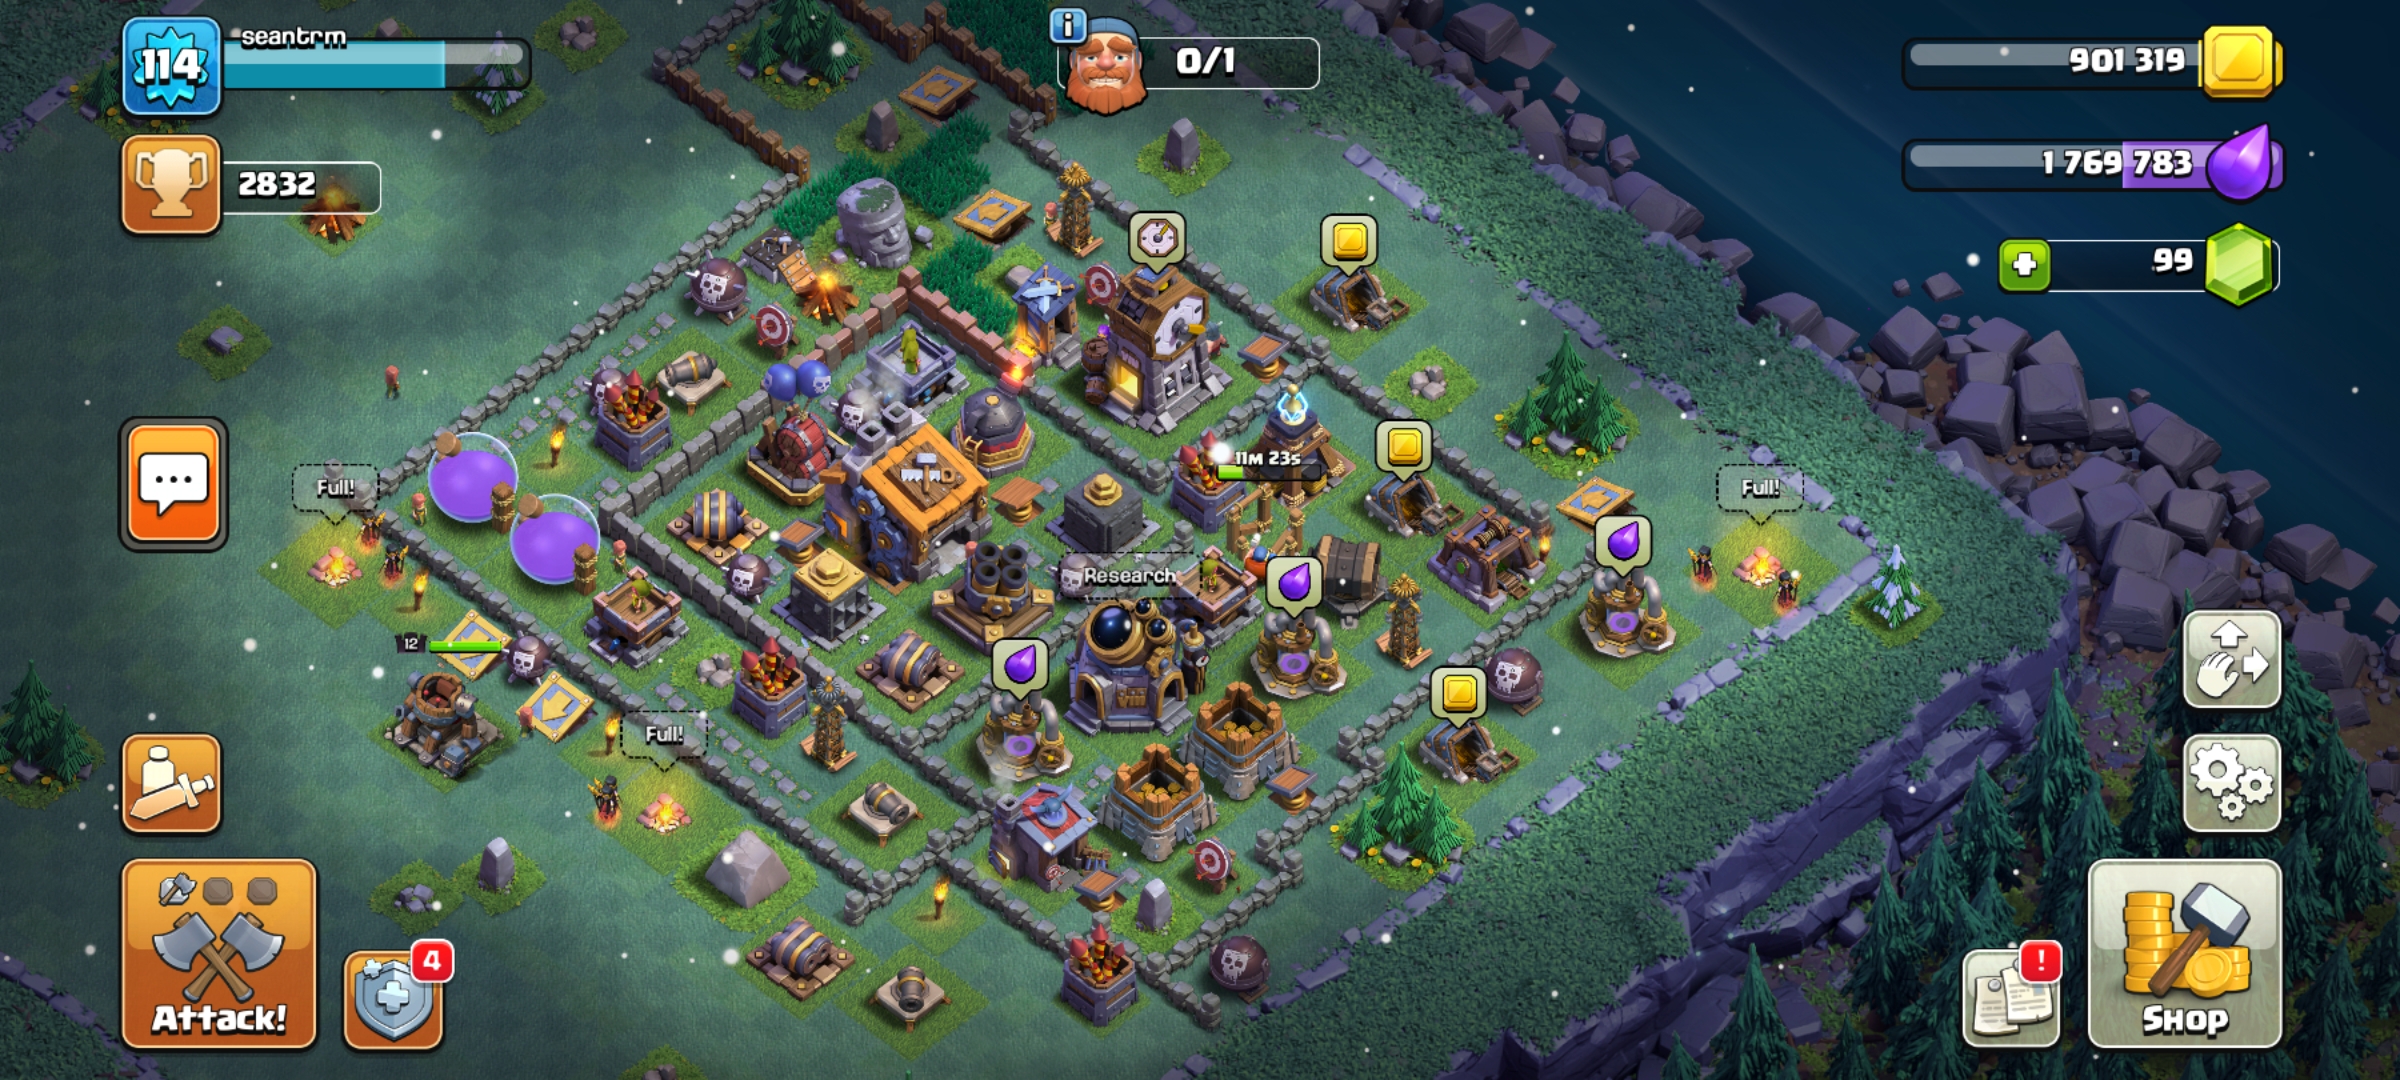 seantrm
114
0/1
901 319
2832
1 769 783
99
11M 23s
Full!
Full!
Research
12
Full!
4
!
Attack!
Shop